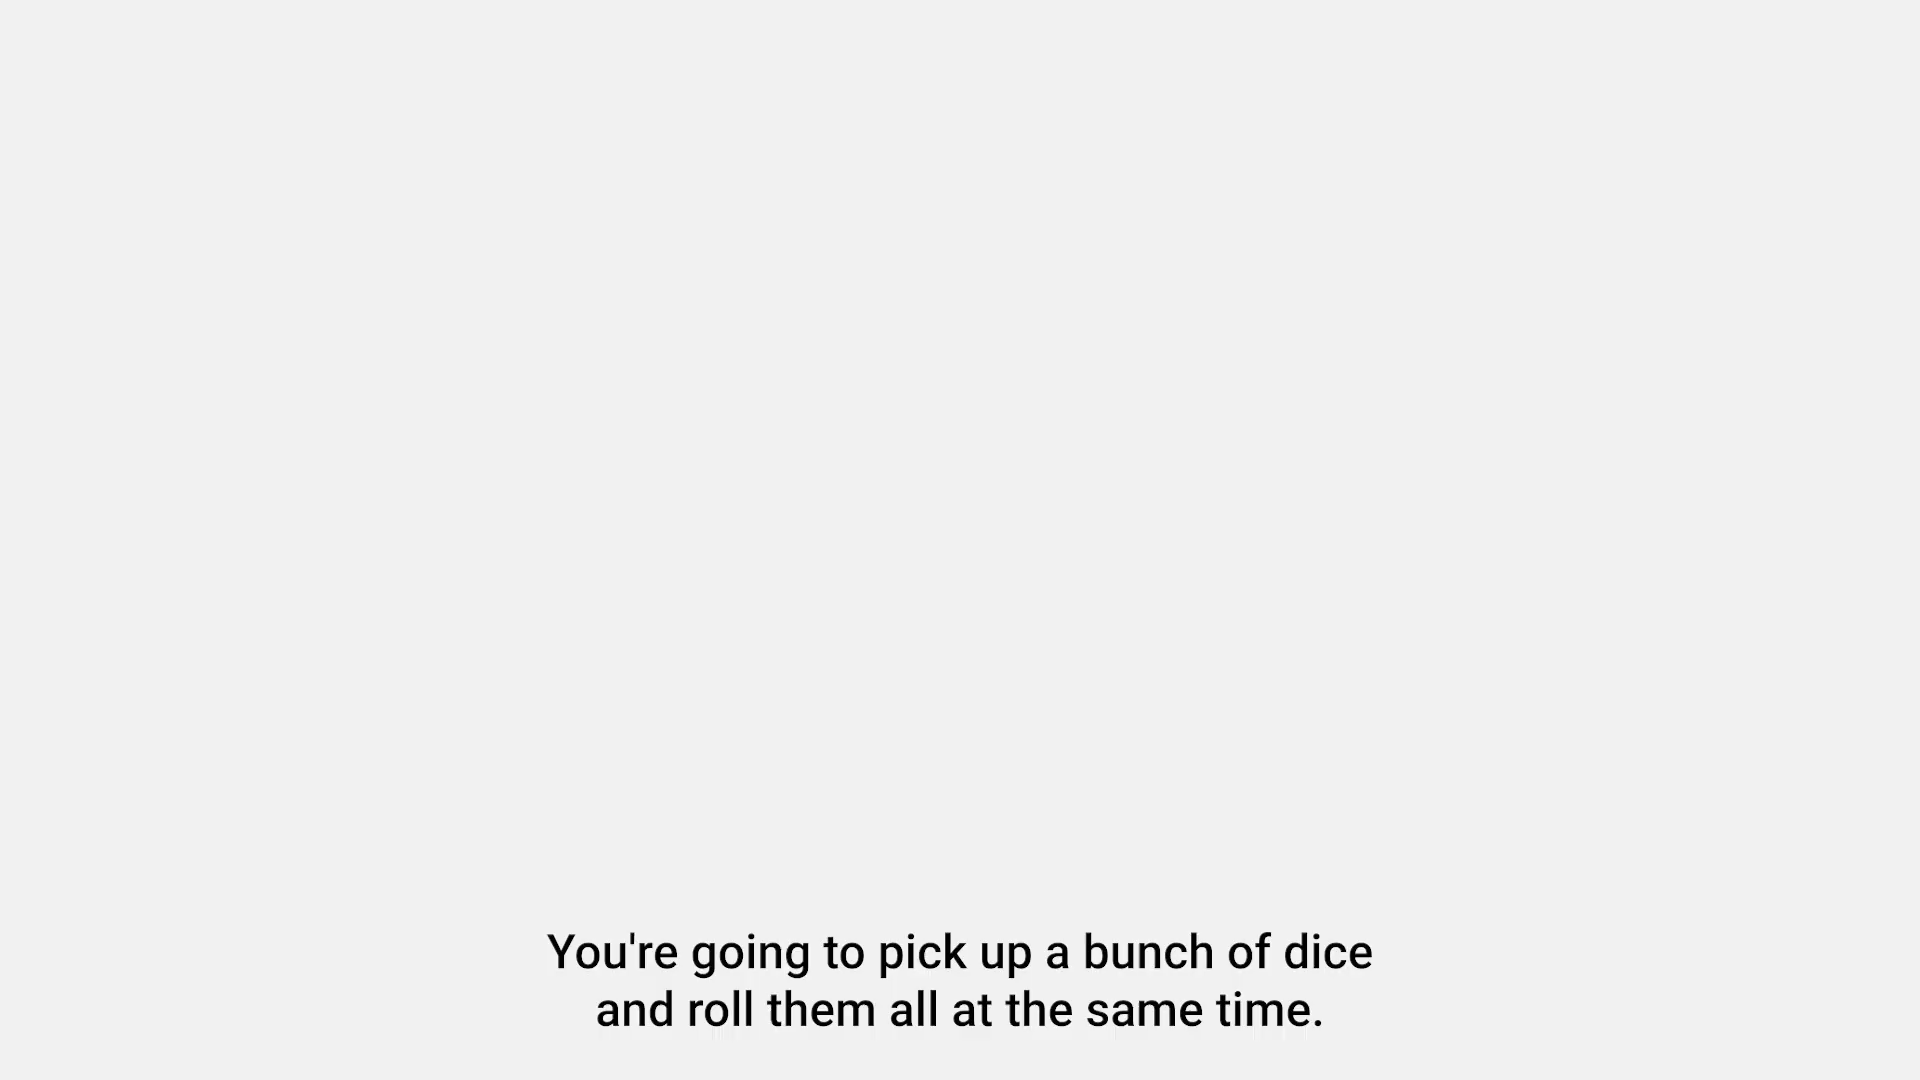 You're going to pick up a bunch of dice
and roll them all at the same time.